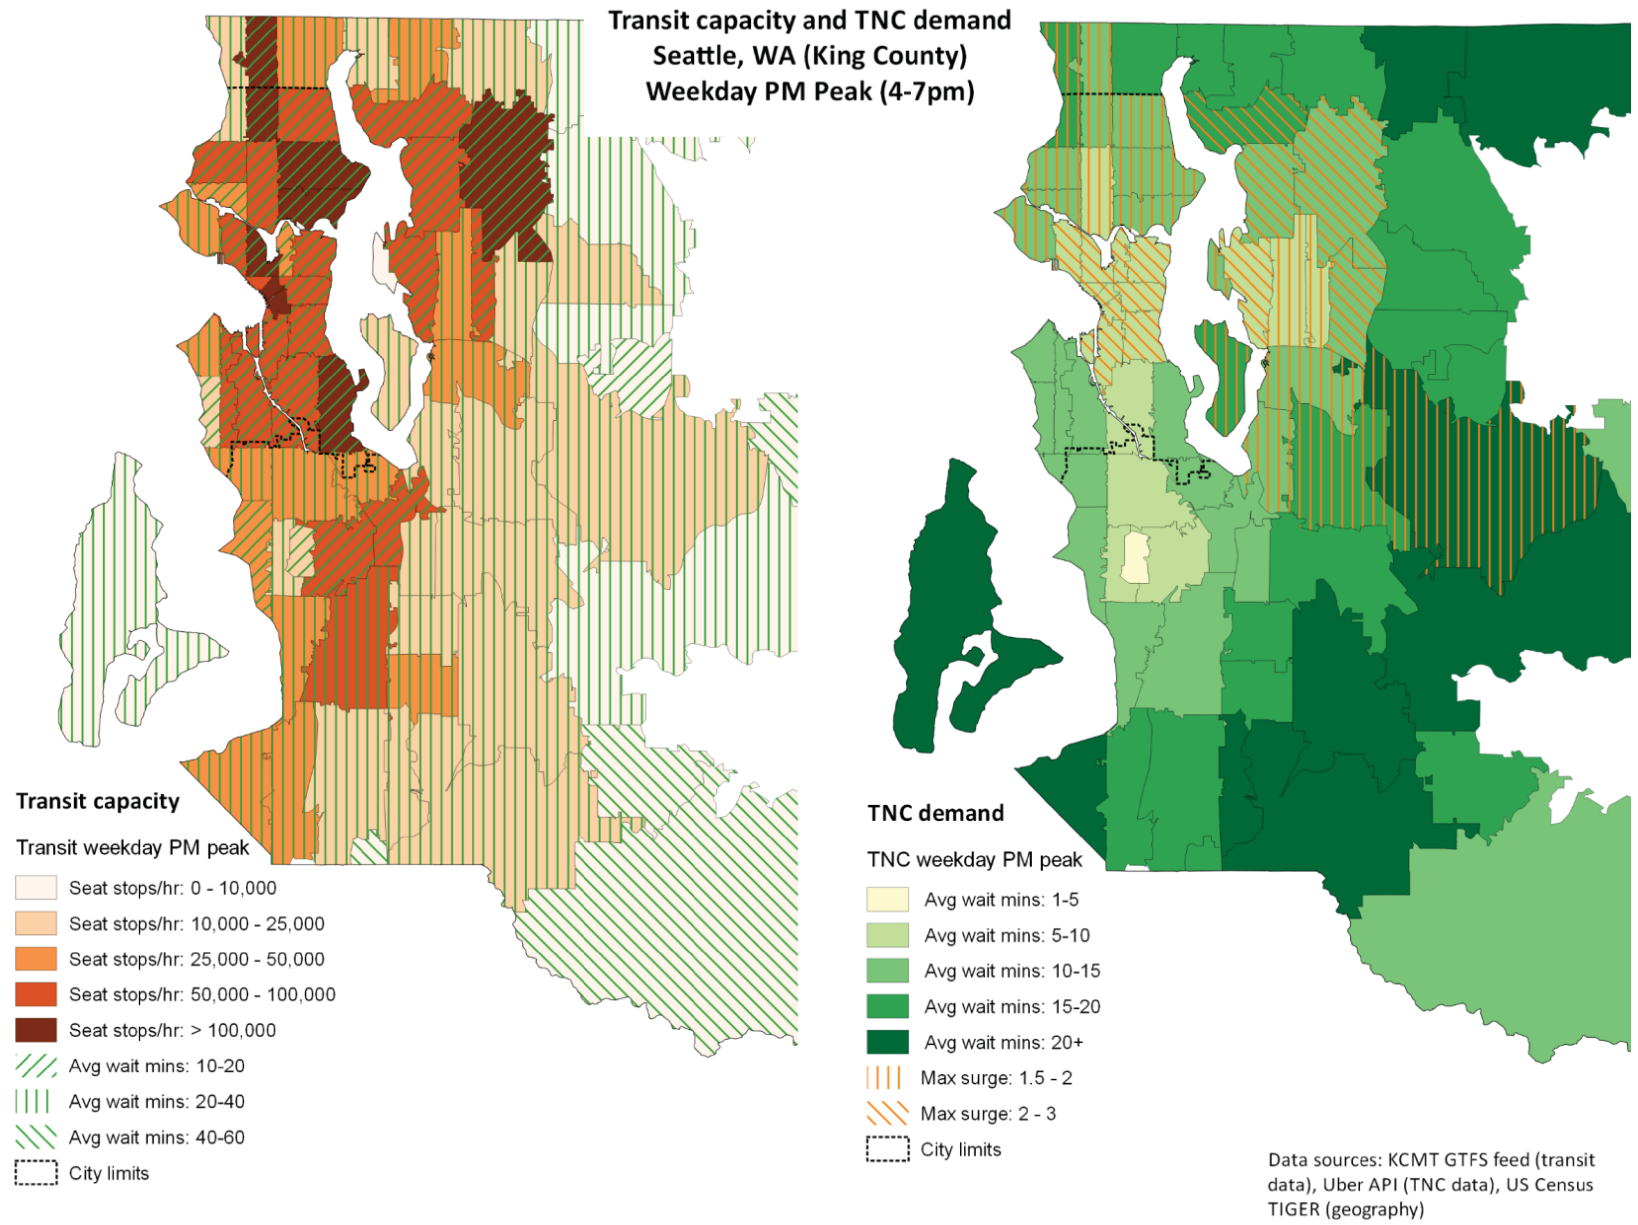 Transit capacity and TNC demand
Seattle, WA (King County)
Weekday PM Peak (4-7pm)
Transit capacity
Transit weekday PM peak
Seat stops/hr: 0 - 10,000
Seat stops/hr: 10,000 - 25,000
Seat stops/hr: 25,000 - 50,000
Seat stops/hr: 50,000 - 100,000
Seat stops/hr: > 100,000
Avg wait mins: 10-20
Avg wait mins: 20-40
Avg wait mins: 40-60
City limits
TNC demand
TNC weekday PM peak
Avg wait mins: 1-5
Avg wait mins: 5-10
Avg wait mins: 10-15
Avg wait mins: 15-20
Avg wait mins: 20+
Max surge: 1.5 - 2
Max surge: 2 - 3
City limits
Data sources: KCMT GTFS feed (transit
data), Uber API (TNC data), US Census
TIGER (geography)